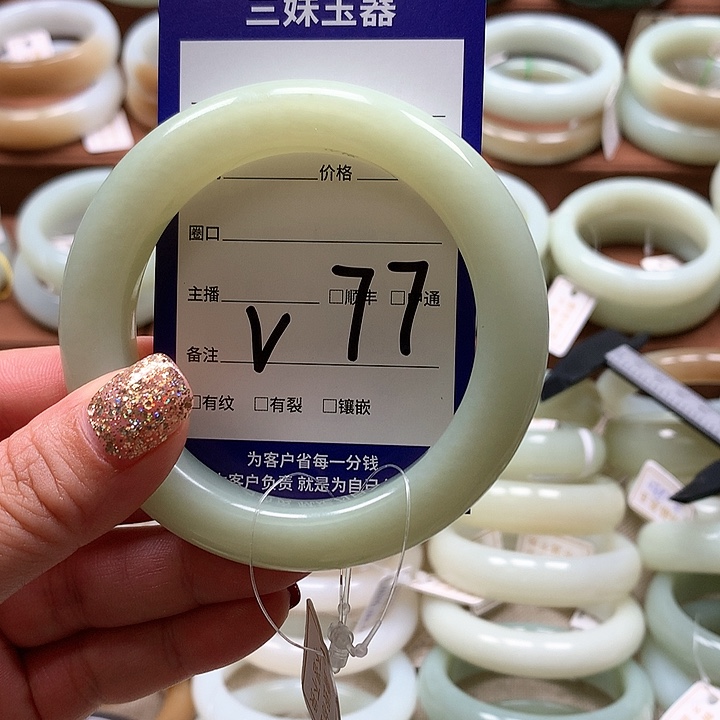 三妹玉器
价格
圈口
主播 □顺丰 □中通
V 77
备注
□有纹 □有裂 □镶嵌
为客户省每一分钱
客户负责 就是为自己